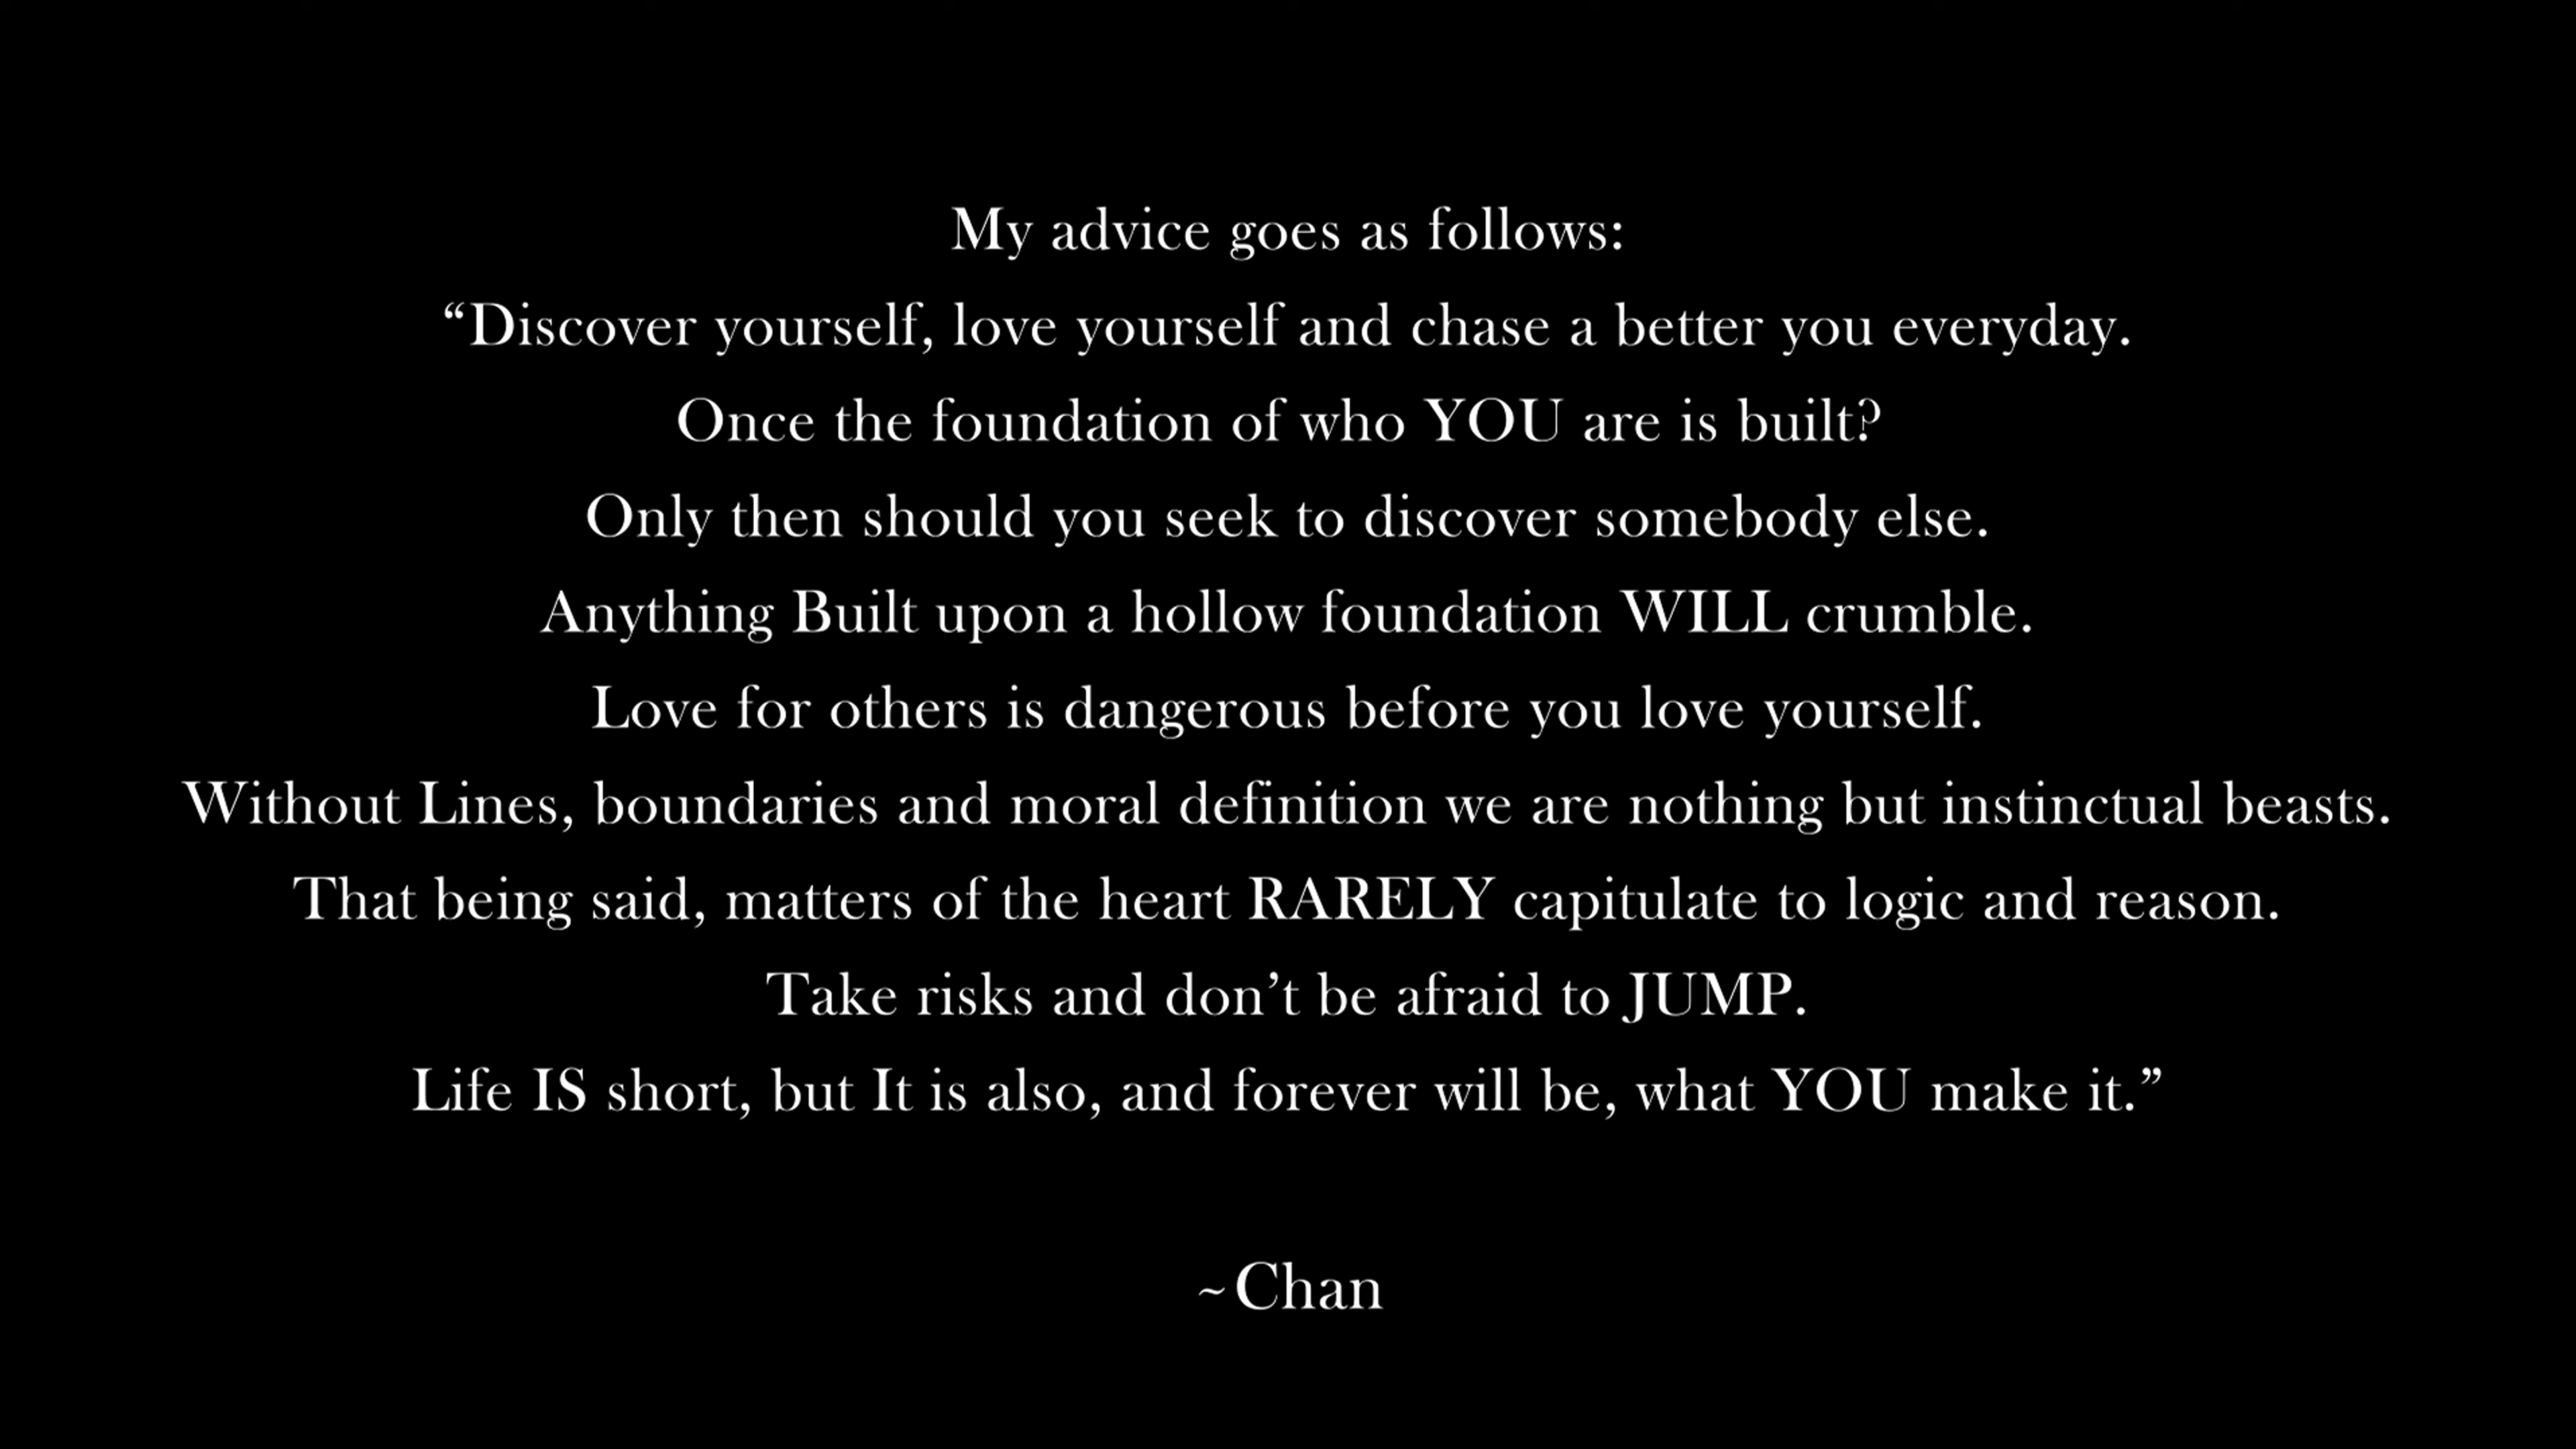 My advice goes as follows:
“Discover yourself, love yourself and chase a better you everyday.
Once the foundation of who YOU are is built?
Only then should you seek to discover somebody else.
Anything Built upon a hollow foundation WILL crumble.
Love for others is dangerous before you love yourself.
Without Lines, boundaries and moral definition we are nothing but instinctual beasts.
That being said, matters of the heart RARELY capitulate to logic and reason.
Take risks and don’t be afraid to JUMP.
Life IS short, but It is also, and forever will be, what YOU make it.”
~Chan